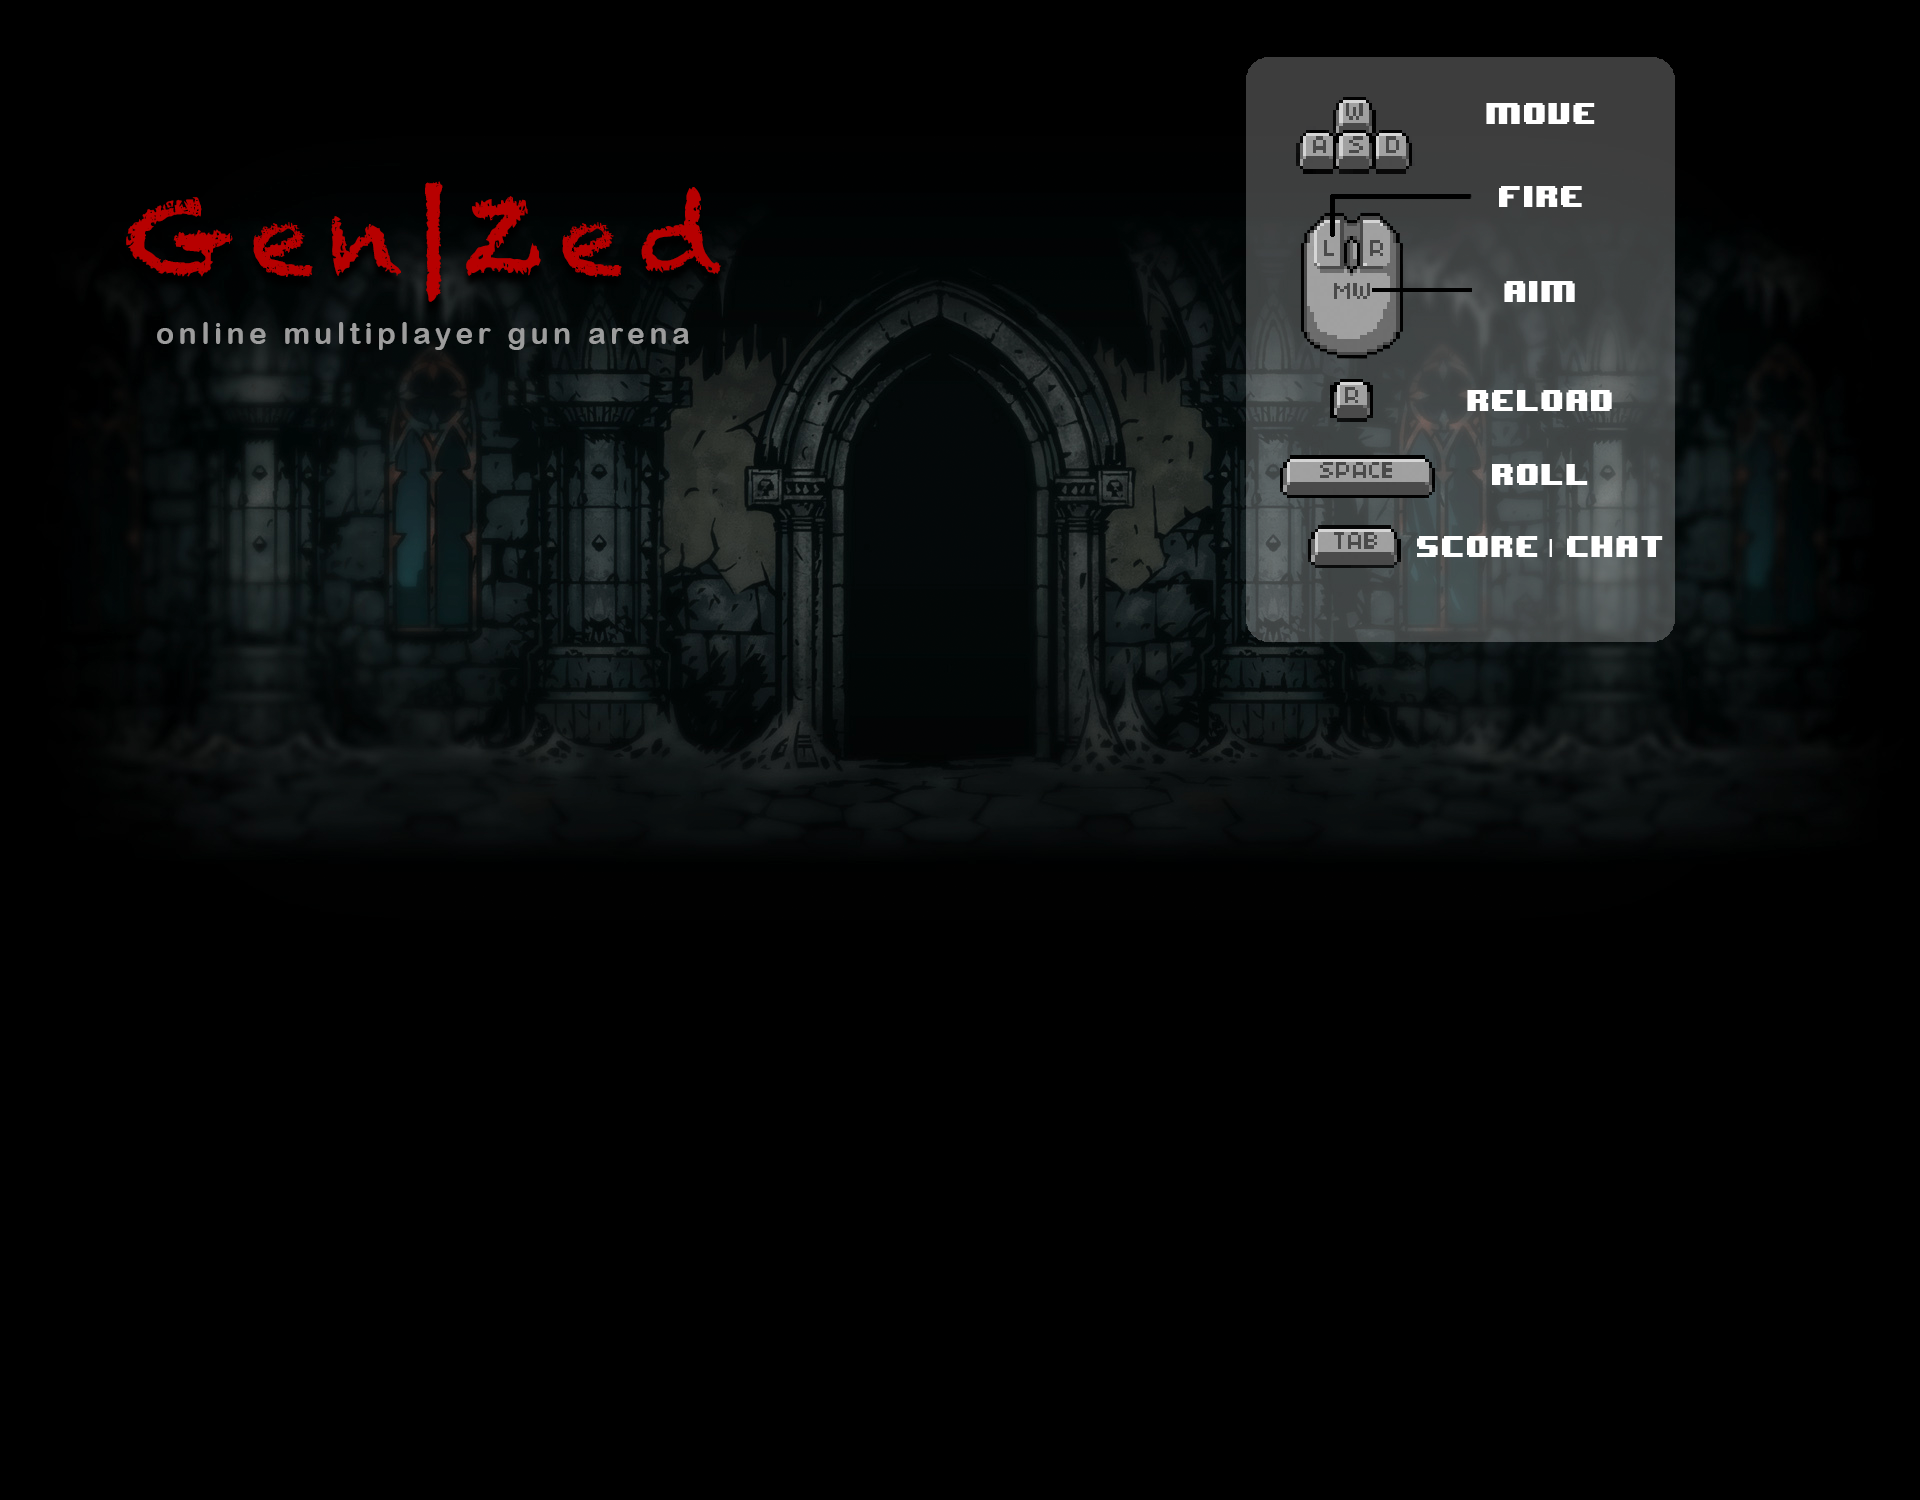 Gen|Zed
online multiplayer gun arena
W
MOVE
A S D
FIRE
L R
MW
AIM
R
RELOAD
SPACE
ROLL
TAB
SCORE | CHAT